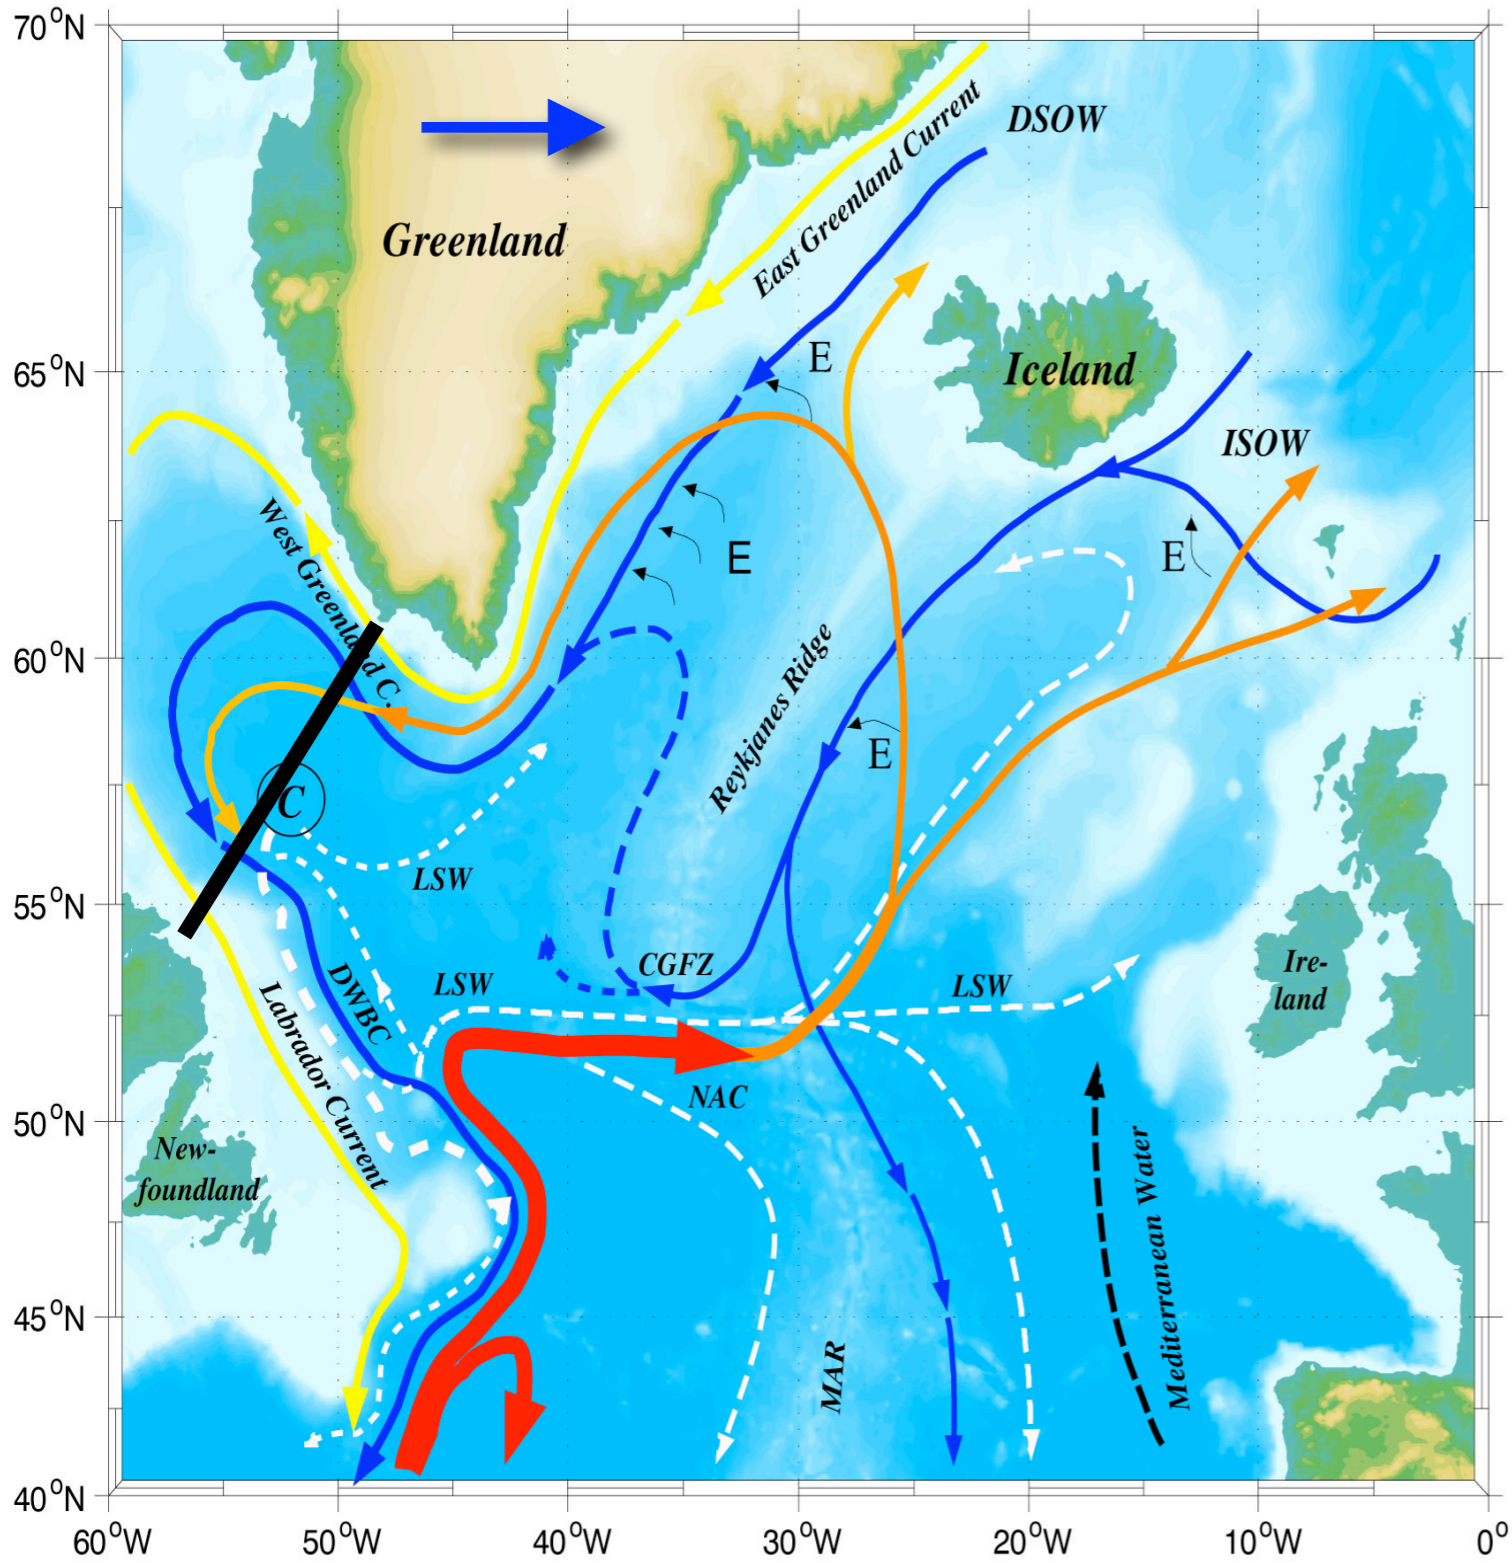 70°N
DSOW
East Greenland Current
Greenland
E
65°N
Iceland
ISOW
West Greenland C.
E
E
60°N
Reykjanes Ridge
E
C
LSW
55°N
CGFZ
LSW
LSW
Ire-
land
DWBC
Labrador Current
NAC
50°N
New-
foundland
Mediterranean Water
45°N
MAR
40°N
60°W
50°W
40°W
30°W
20°W
10°W
0°